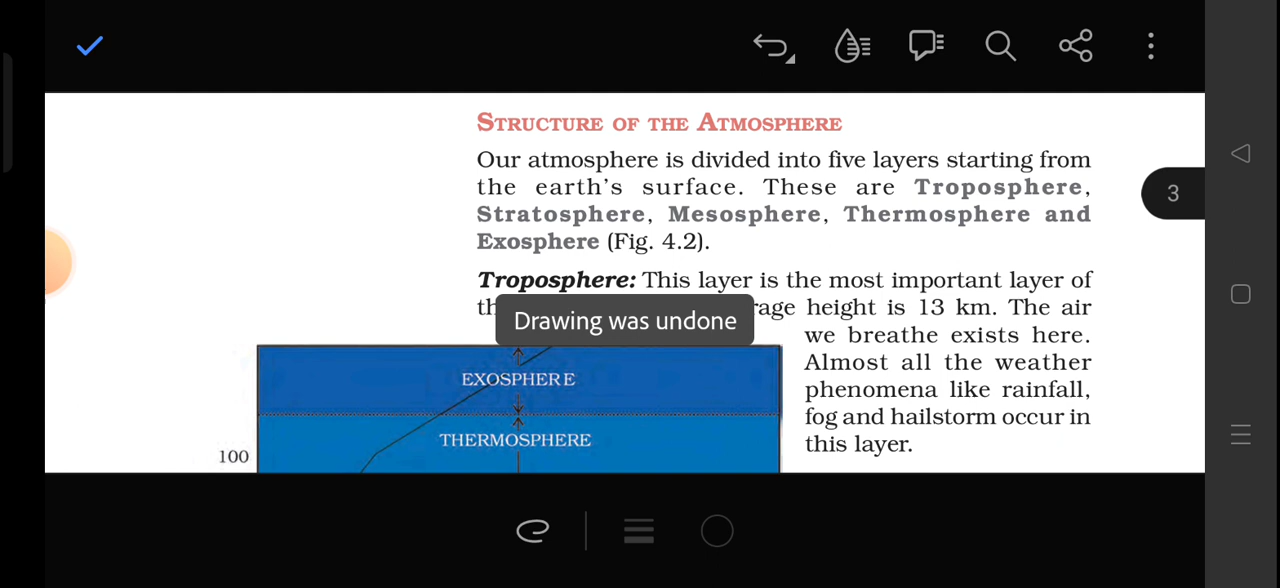 STRUCTURE OF THE ATMOSPHERE
Our atmosphere is divided into five layers starting from
the earth's surface. These are Troposphere,
Stratosphere, Mesosphere, Thermosphere and
Exosphere (Fig. 4.2).
3
Troposphere: This layer is the most important layer of
height is 13 km. The air
Drawing was undone
we breathe exists here.
Almost all the weather
phenomena like rainfall,
fog and hailstorm occur in
this layer.
EXOSPHERE
THERMOSPHERE
100